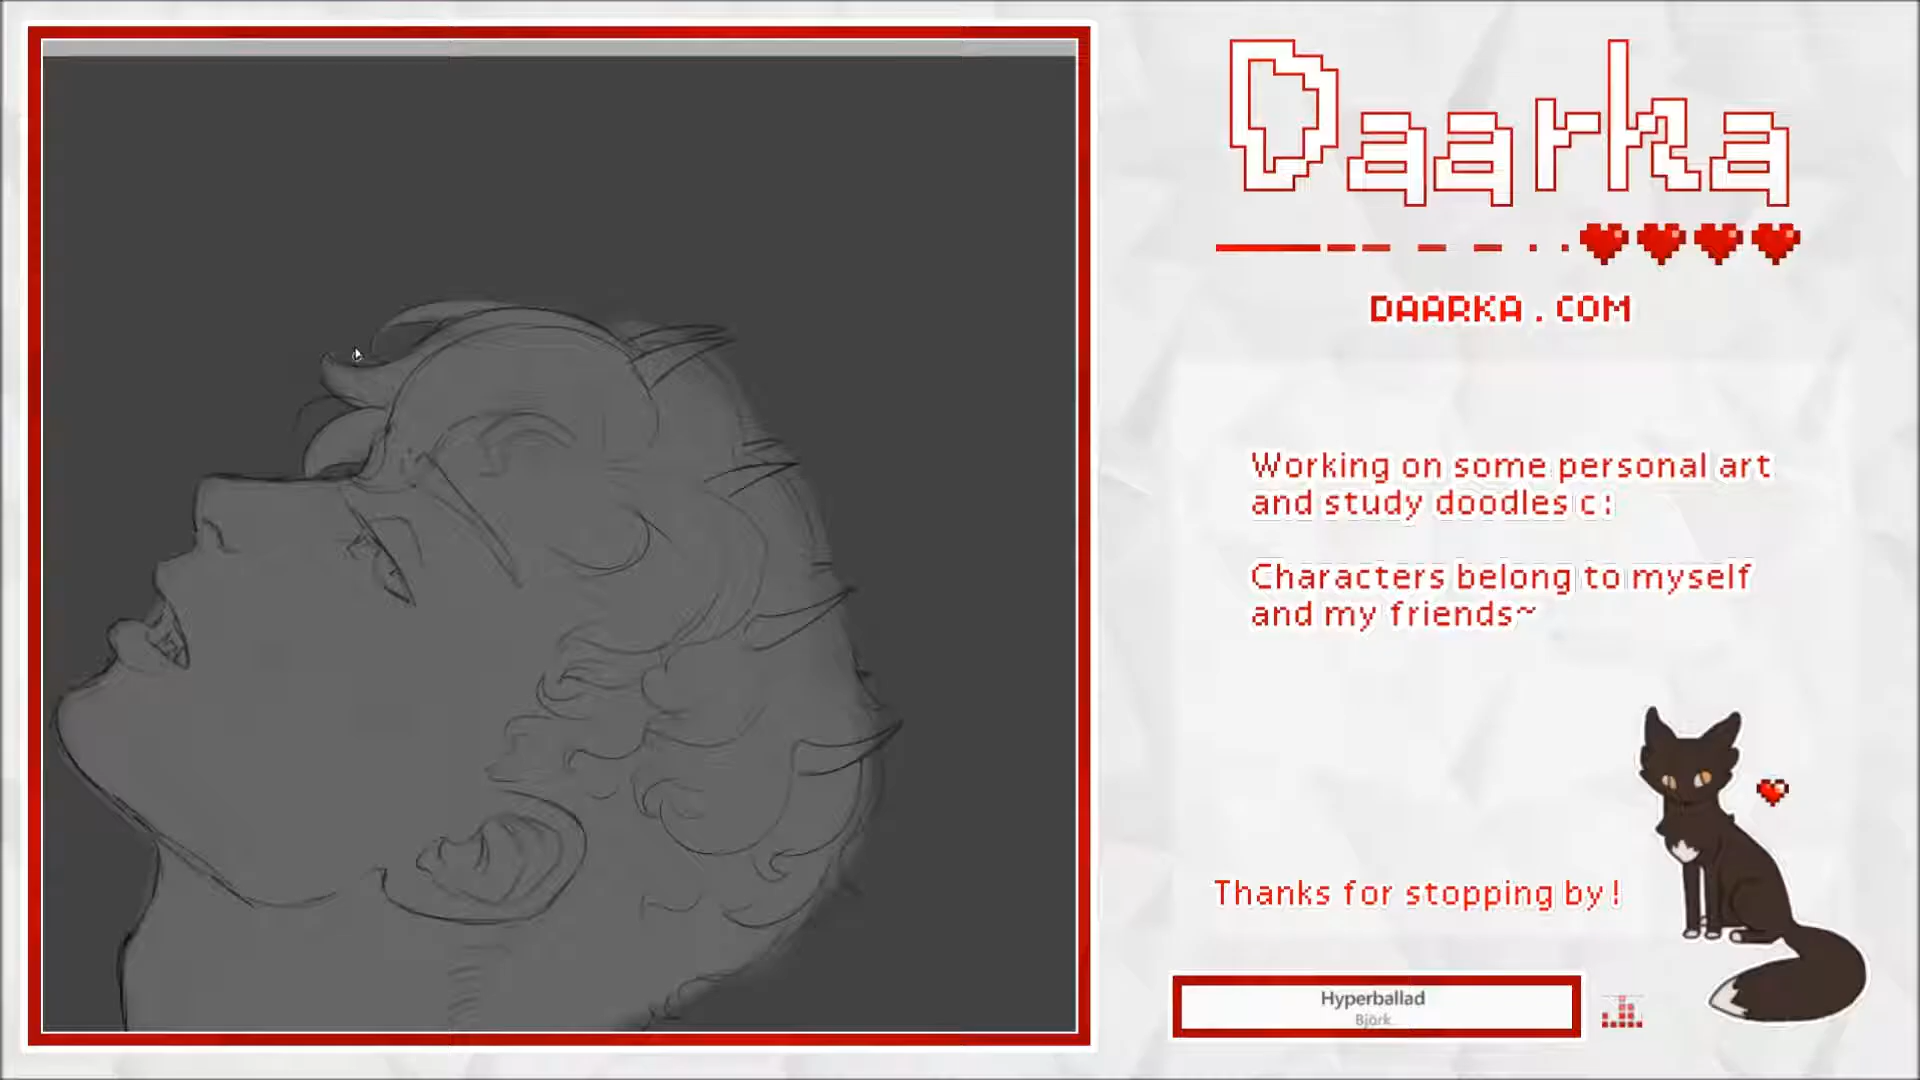 Daarka
DAARKA.COM
Working on some personal art
and study doodles c:
Characters belong to myself
and my friends~
Thanks for stopping by!
Hyperballad
Björk